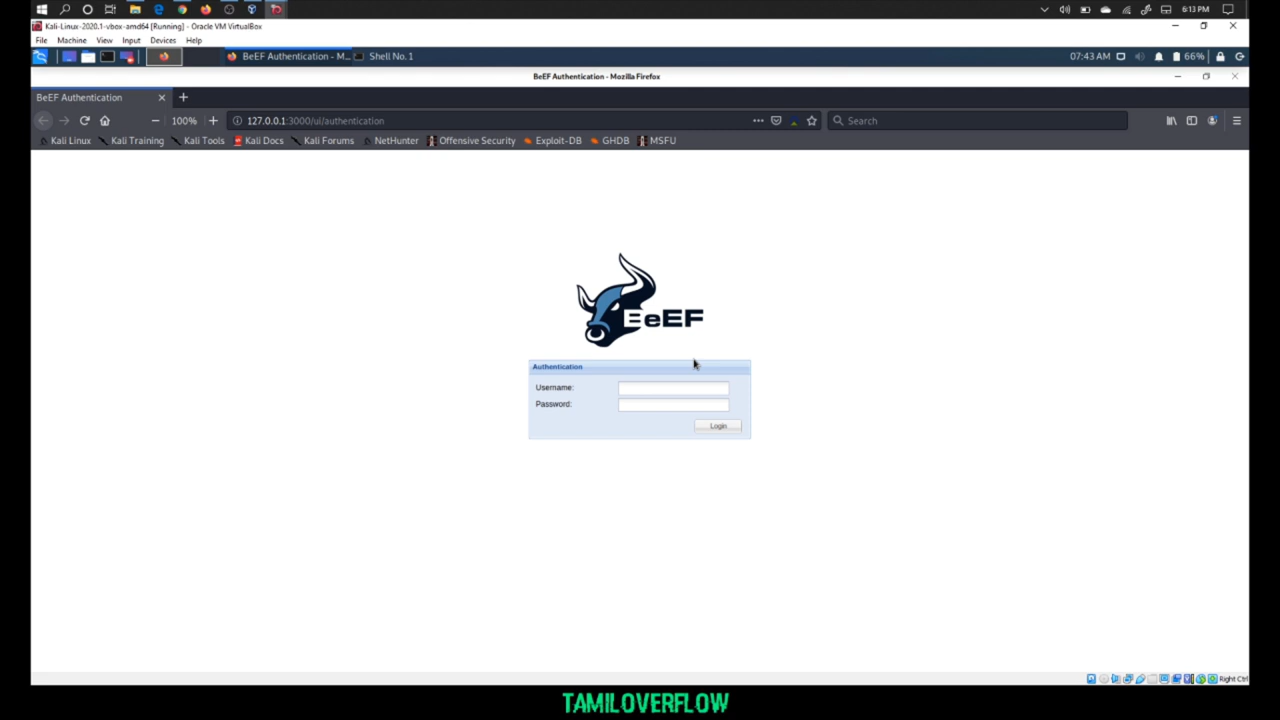 6:13 PM
Kali-Linux-2020.1-vbox-amd64 [Running] - Oracle VM VirtualBox
File Machine View Input Devices Help
BeEF Authentication - M... Shell No. 1 07:43 AM 66%
BeEF Authentication - Mozilla Firefox
BeEF Authentication
100% 127.0.0.1:3000/ui/authentication Search
Kali Linux Kali Training Kali Tools Kali Docs Kali Forums NetHunter Offensive Security Exploit-DB GHDB MSFU
BeEF
Authentication
Username:
Password:
Login
Right Ctrl
TAMILOVERFLOW